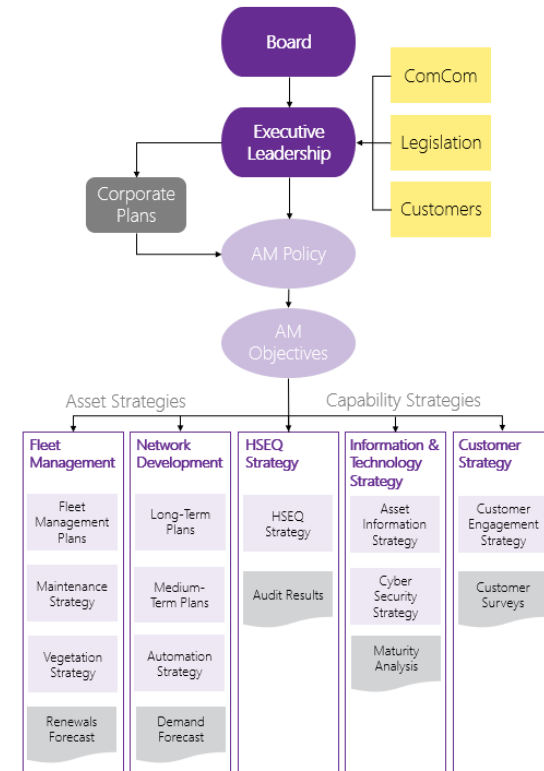 Board
ComCom
Executive
Leadership
Legislation
Corporate
Plans
Customers
AM Policy
AM
Objectives
Asset Strategies
Capability Strategies
Fleet
Management
Fleet
Management
Plans
Maintenance
Strategy
Vegetation
Strategy
Renewals
Forecast
Network
Development
Long-Term
Plans
Medium-
Term Plans
Automation
Strategy
Demand
Forecast
HSEQ
Strategy
HSEQ
Strategy
Audit Results
Information &
Technology
Strategy
Asset
Information
Strategy
Cyber
Security
Strategy
Maturity
Analysis
Customer
Strategy
Customer
Engagement
Strategy
Customer
Surveys